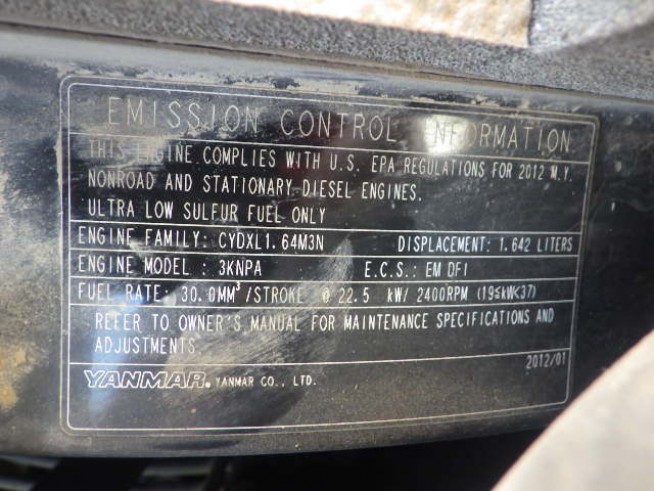 EMISSION CONTROL INFORMATION
THIS ENGINE COMPLIES WITH U.S. EPA REGULATIONS FOR 2012 M.Y.
NONROAD AND STATIONARY DIESEL ENGINES.
ULTRA LOW SULFUR FUEL ONLY
ENGINE FAMILY: CYDXL1.64M3N DISPLACEMENT: 1.642 LITERS
ENGINE MODEL : 3KNPA E.C.S.: EM DFI
FUEL RATE: 30.0MM³/STROKE @ 22.5 kW/ 2400RPM (19≤kW<37)
REFER TO OWNER'S MANUAL FOR MAINTENANCE SPECIFICATIONS AND
ADJUSTMENTS.
2012/01
YANMAR. YANMAR CO., LTD.